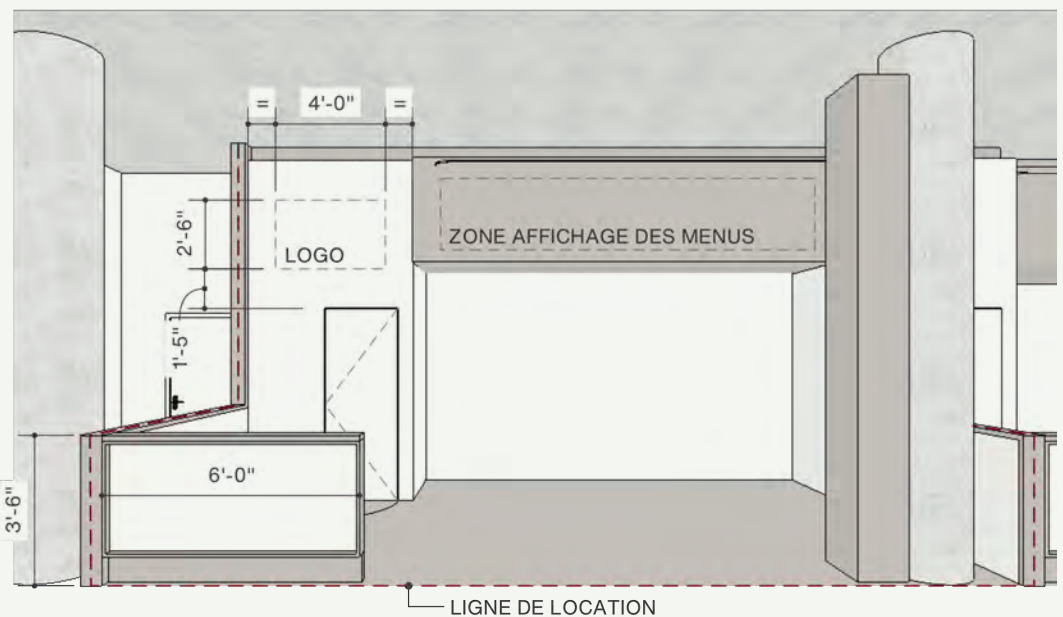 = 4'-0" =
2'-6"
LOGO
ZONE AFFICHAGE DES MENUS
1'-5"
6'-0"
3'-6"
LIGNE DE LOCATION